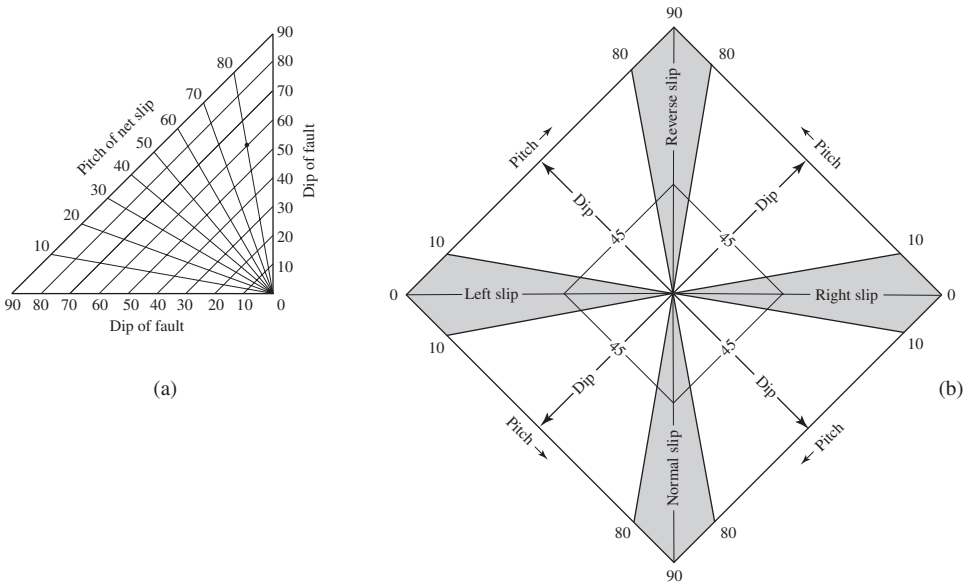 90
80
80
70
70
60
60
50
50
40
40
30
30
20
20
10
10
Pitch of net slip
Dip of fault
90 80 70 60 50 40 30 20 10 0
Dip of fault
(a)
90
80 80
Reverse slip
Pitch Pitch
Dip Dip
10 10
45 45
0 Left slip Right slip 0
10 10
45 45
Dip Dip
(b)
Pitch Pitch
Normal slip
80 80
90